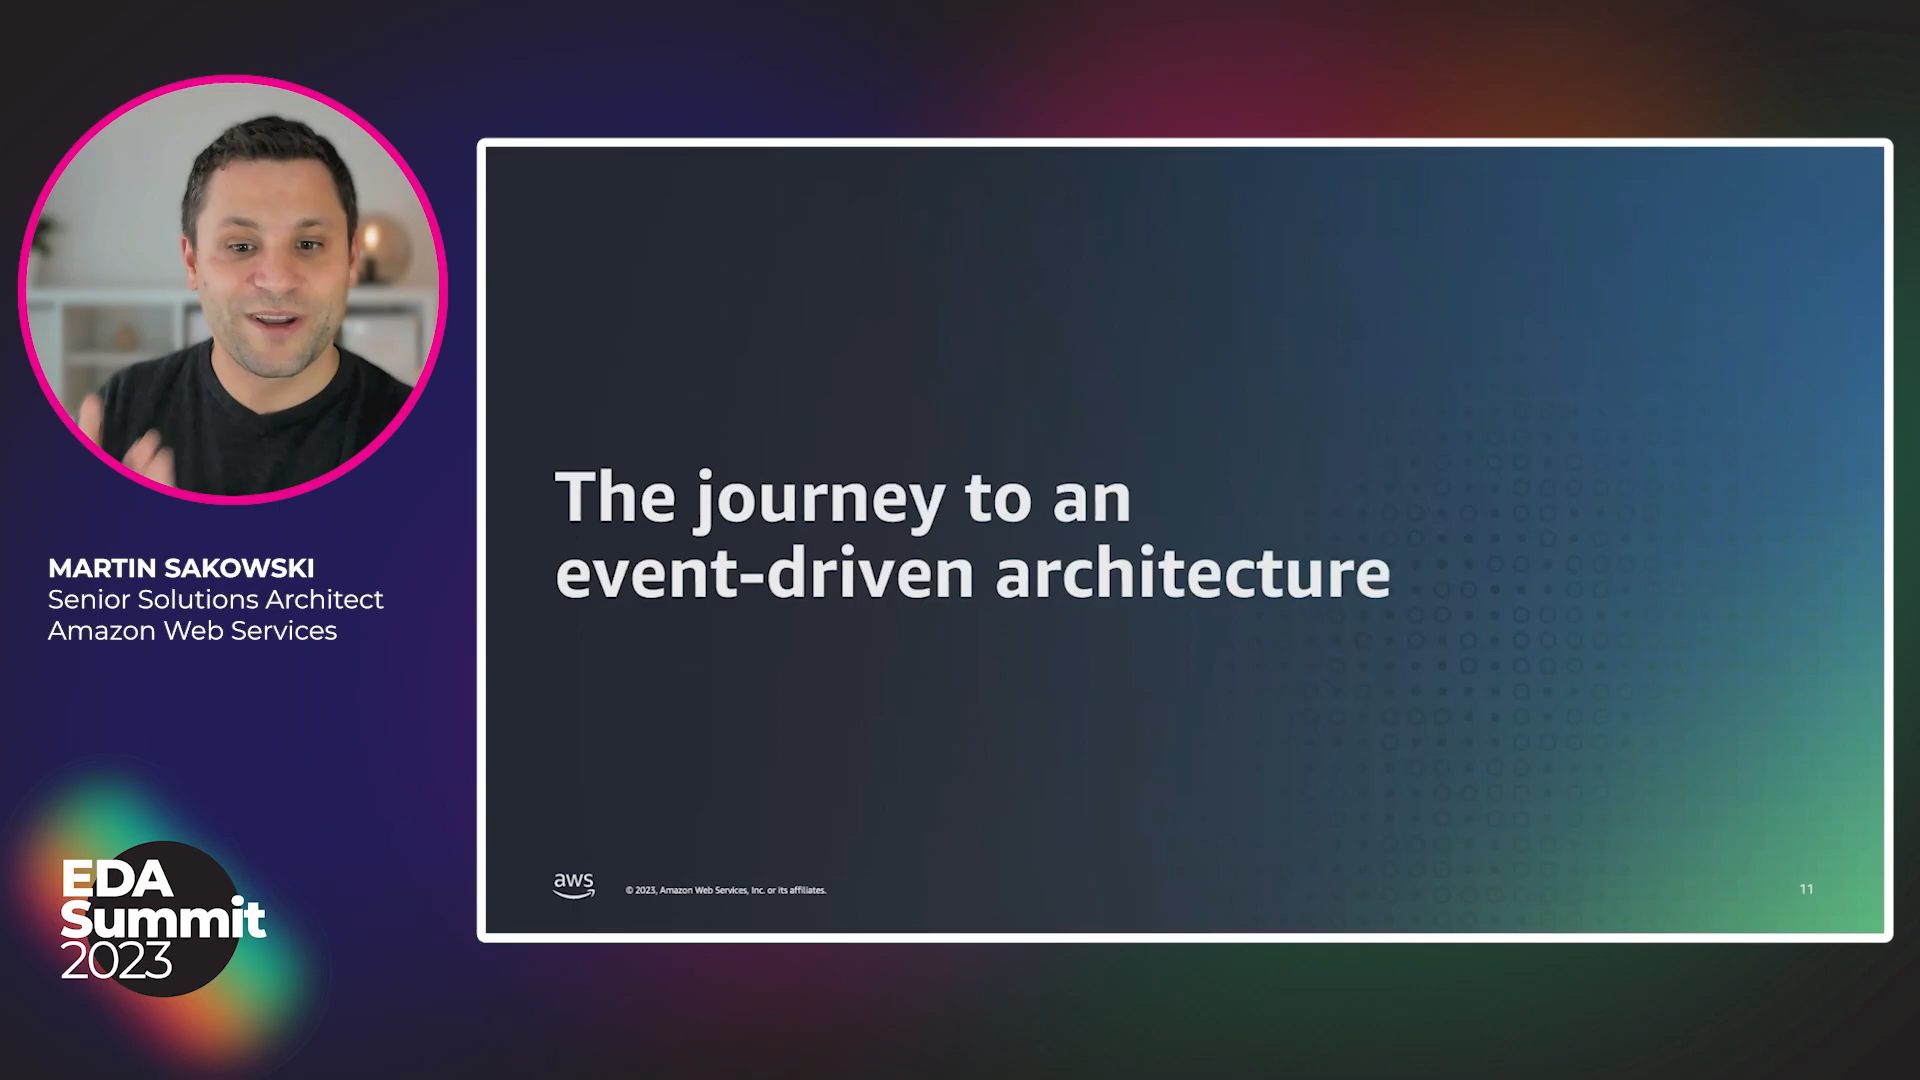 MARTIN SAKOWSKI
Senior Solutions Architect
Amazon Web Services
EDA
Summit
2023
The journey to an
event-driven architecture
aws
© 2023, Amazon Web Services, Inc. or its affiliates.
11